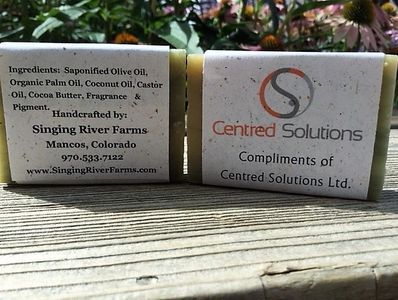 Ingredients: Saponified Olive Oil,
Organic Palm Oil, Coconut Oil, Castor
Oil, Cocoa Butter, Fragrance &
Pigment.
Handcrafted by:
Singing River Farms
Mancos, Colorado
970.533.7122
www.SingingRiverFarms.com
Centred Solutions
Compliments of
Centred Solutions Ltd.